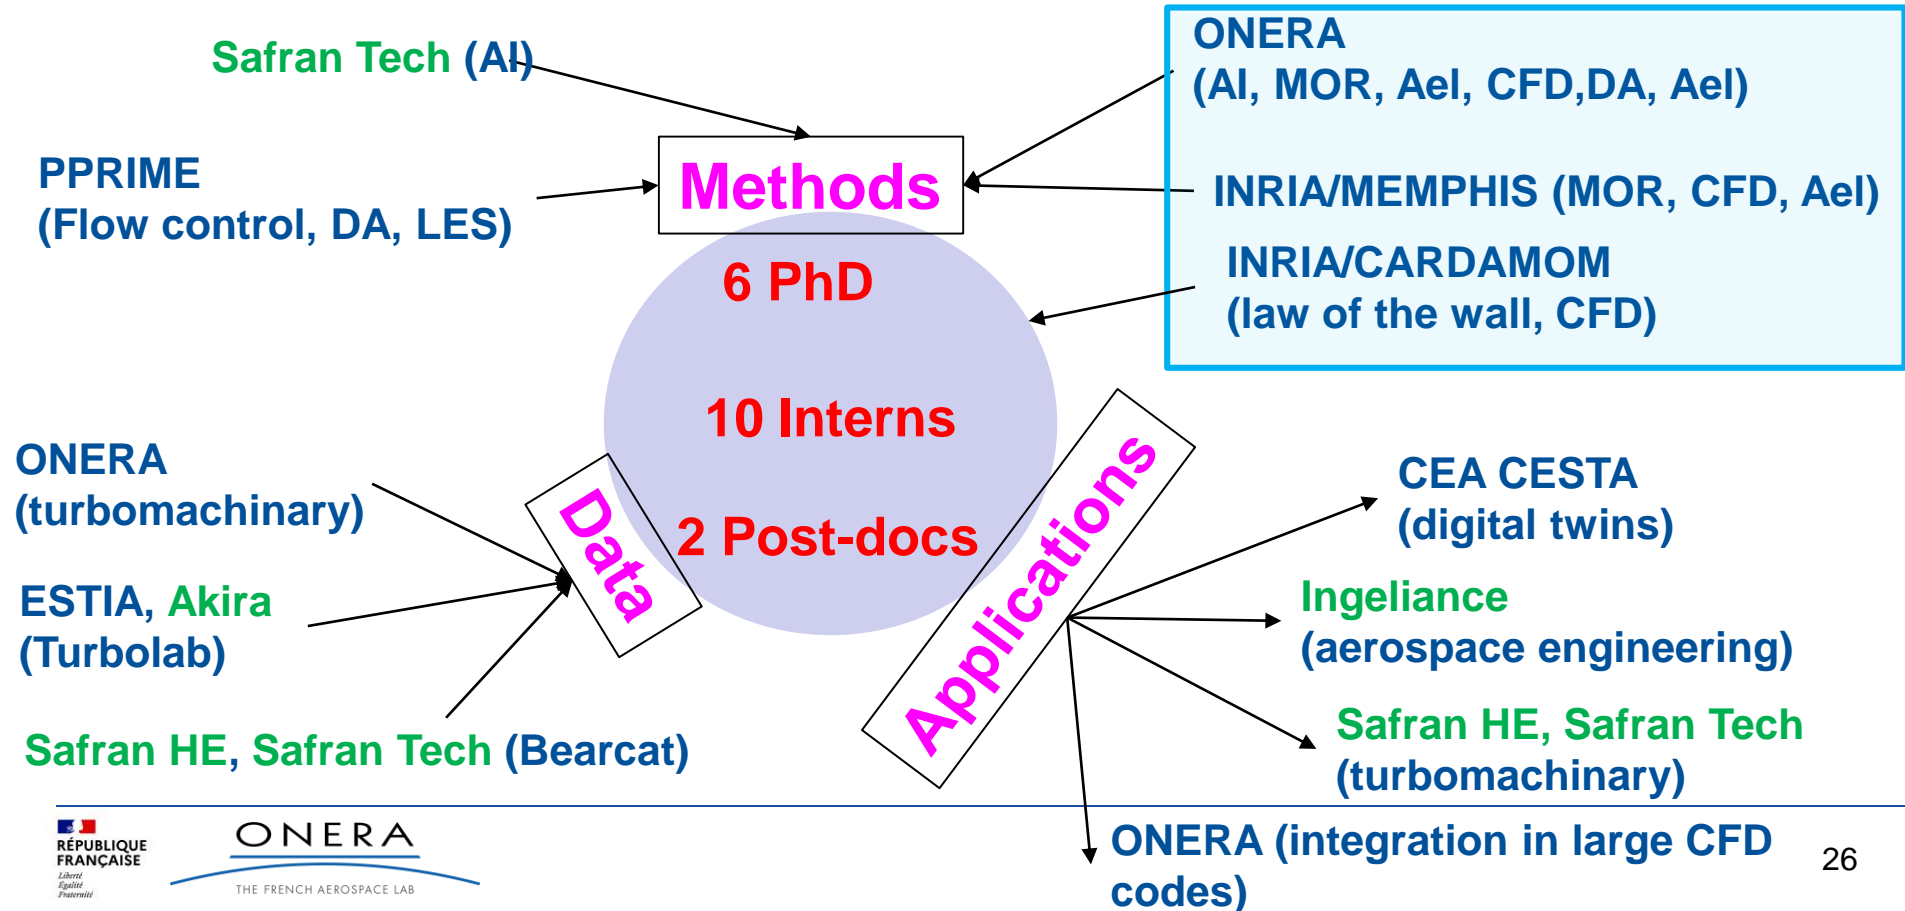 Safran Tech (AI)
ONERA
(AI, MOR, Ael, CFD,DA, Ael)
PPRIME
(Flow control, DA, LES)
Methods
INRIA/MEMPHIS (MOR, CFD, Ael)
INRIA/CARDAMOM
(law of the wall, CFD)
6 PhD
10 Interns
2 Post-docs
ONERA
(turbomachinary)
ESTIA, Akira
(Turbolab)
Safran HE, Safran Tech (Bearcat)
Data
Applications
CEA CESTA
(digital twins)
Ingeliance
(aerospace engineering)
Safran HE, Safran Tech
(turbomachinary)
ONERA (integration in large CFD
codes)
RÉPUBLIQUE
FRANÇAISE
Liberté
Égalité
Fraternité
ONERA
THE FRENCH AEROSPACE LAB
26